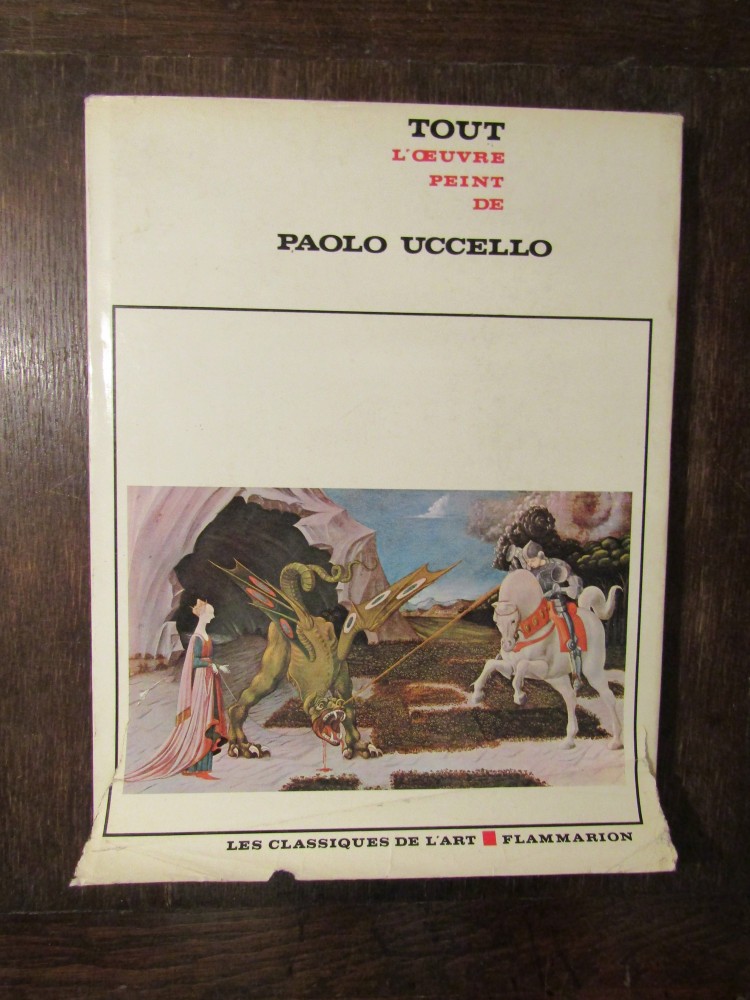 TOUT
L'ŒUVRE
PEINT
DE
PAOLO UCCELLO
LES CLASSIQUES DE L'ART FLAMMARION